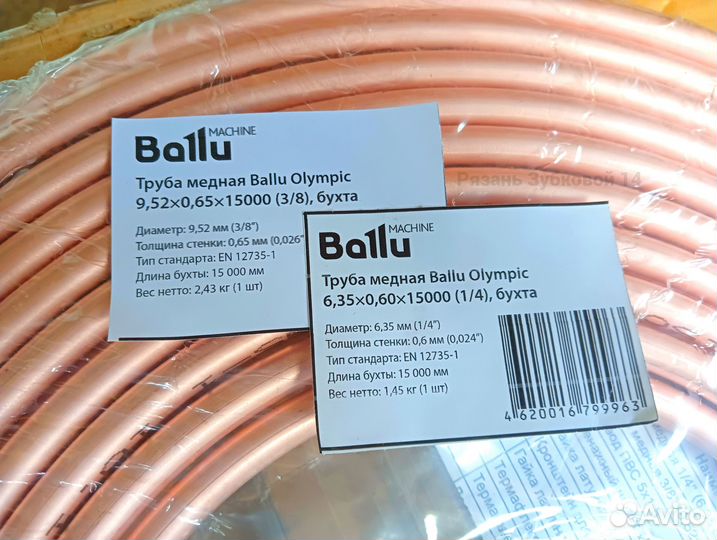 Ballu MACHINE
Труба медная Ballu Olympic
9,52×0,65×15000 (3/8), бухта
Диаметр: 9,52 мм (3/8”)
Толщина стенки: 0,65 мм (0,026”
Тип стандарта: EN 12735-1
Длина бухты: 15 000 мм
Вес нетто: 2,43 кг (1 шт)
Рязань Зубковой 14
Ballu MACHINE
Труба медная Ballu Olympic
6,35×0,60×15000 (1/4), бухта
Диаметр: 6,35 мм (1/4”)
Толщина стенки: 0,6 мм (0,024”)
Тип стандарта: EN 12735-1
Длина бухты: 15 000 мм
Вес нетто: 1,45 кг (1 шт)
4620016799963
Avito